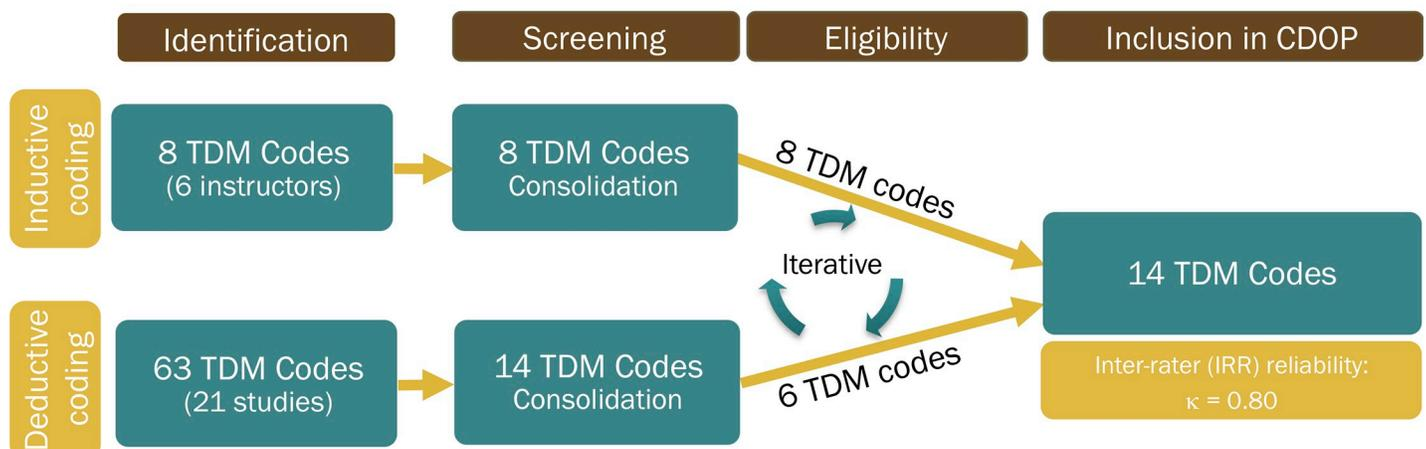 Identification
Screening
Eligibility
Inclusion in CDOP
Inductive
coding
8 TDM Codes
(6 instructors)
8 TDM Codes
Consolidation
8 TDM codes
Iterative
14 TDM Codes
Deductive
coding
63 TDM Codes
(21 studies)
14 TDM Codes
Consolidation
6 TDM codes
Inter-rater (IRR) reliability:
κ = 0.80